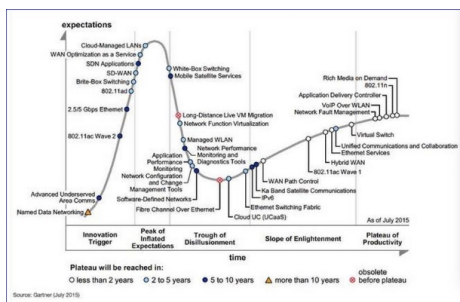 expectations
Cloud-Managed LANs
WAN Optimization as a Service
SDN Applications
SD-WAN
Brite-Box Switching
802.11ad
2.5/5 Gbps Ethernet
802.11ac Wave 2
Advanced Underserved
Area Comms.
Named Data Networking
White-Box Switching
Mobile Satellite Services
Long-Distance Live VM Migration
Network Function Virtualization
Managed WLAN
Network Performance
Monitoring and
Diagnostics Tools
Application
Performance
Monitoring
Network Configuration
and Change
Management Tools
Software-Defined Networks
Fibre Channel Over Ethernet
Cloud UC (UCaaS)
Ethernet Switching Fabric
IPv6
Ka Band Satellite Communications
WAN Path Control
802.11ac Wave 1
Hybrid WAN
Ethernet Services
Unified Communications and Collaboration
Virtual Switch
Network Fault Management
VoIP Over WLAN
Application Delivery Controller
802.11n
Rich Media on Demand
As of July 2015
Innovation
Trigger
Peak of
Inflated
Expectations
Trough of
Disillusionment
Slope of Enlightenment
Plateau of
Productivity
time
Plateau will be reached in:
less than 2 years
2 to 5 years
5 to 10 years
more than 10 years
obsolete
before plateau
Source: Gartner (July 2015)